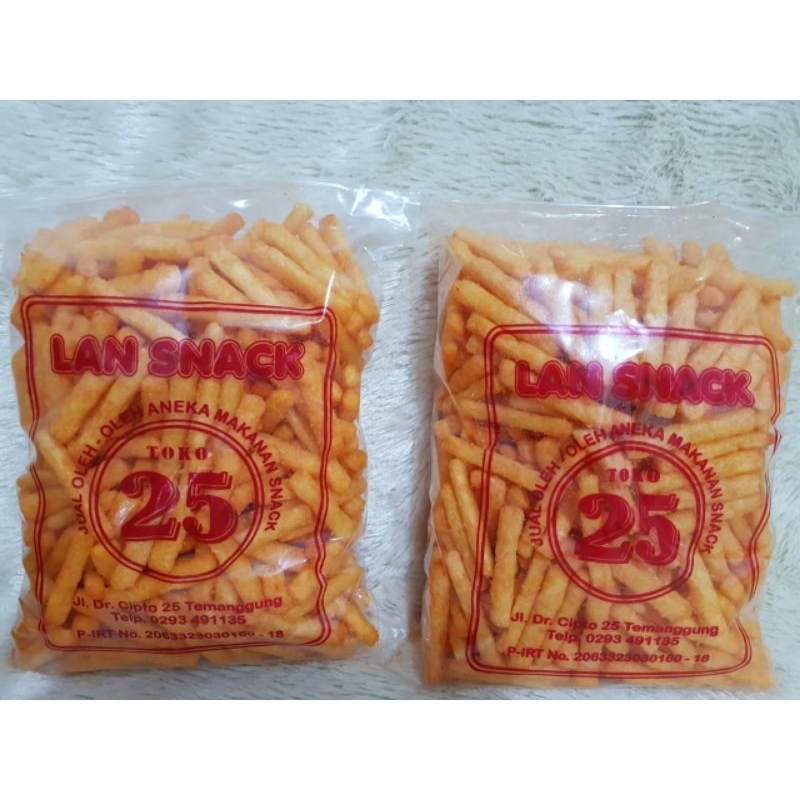 LAN SNACK
JUAL OLEH - OLEH ANEKA MAKANAN SNACK
TOKO
25
Jl. Dr. Cipto 25 Temanggung
Telp. 0293 491135
P-IRT No. 2063323030180 - 18
LAN SNACK
JUAL OLEH - OLEH ANEKA MAKANAN SNACK
TOKO
25
Jl. Dr. Cipto 25 Temanggung
Telp. 0293 491135
P-IRT No. 2063323030180 - 18